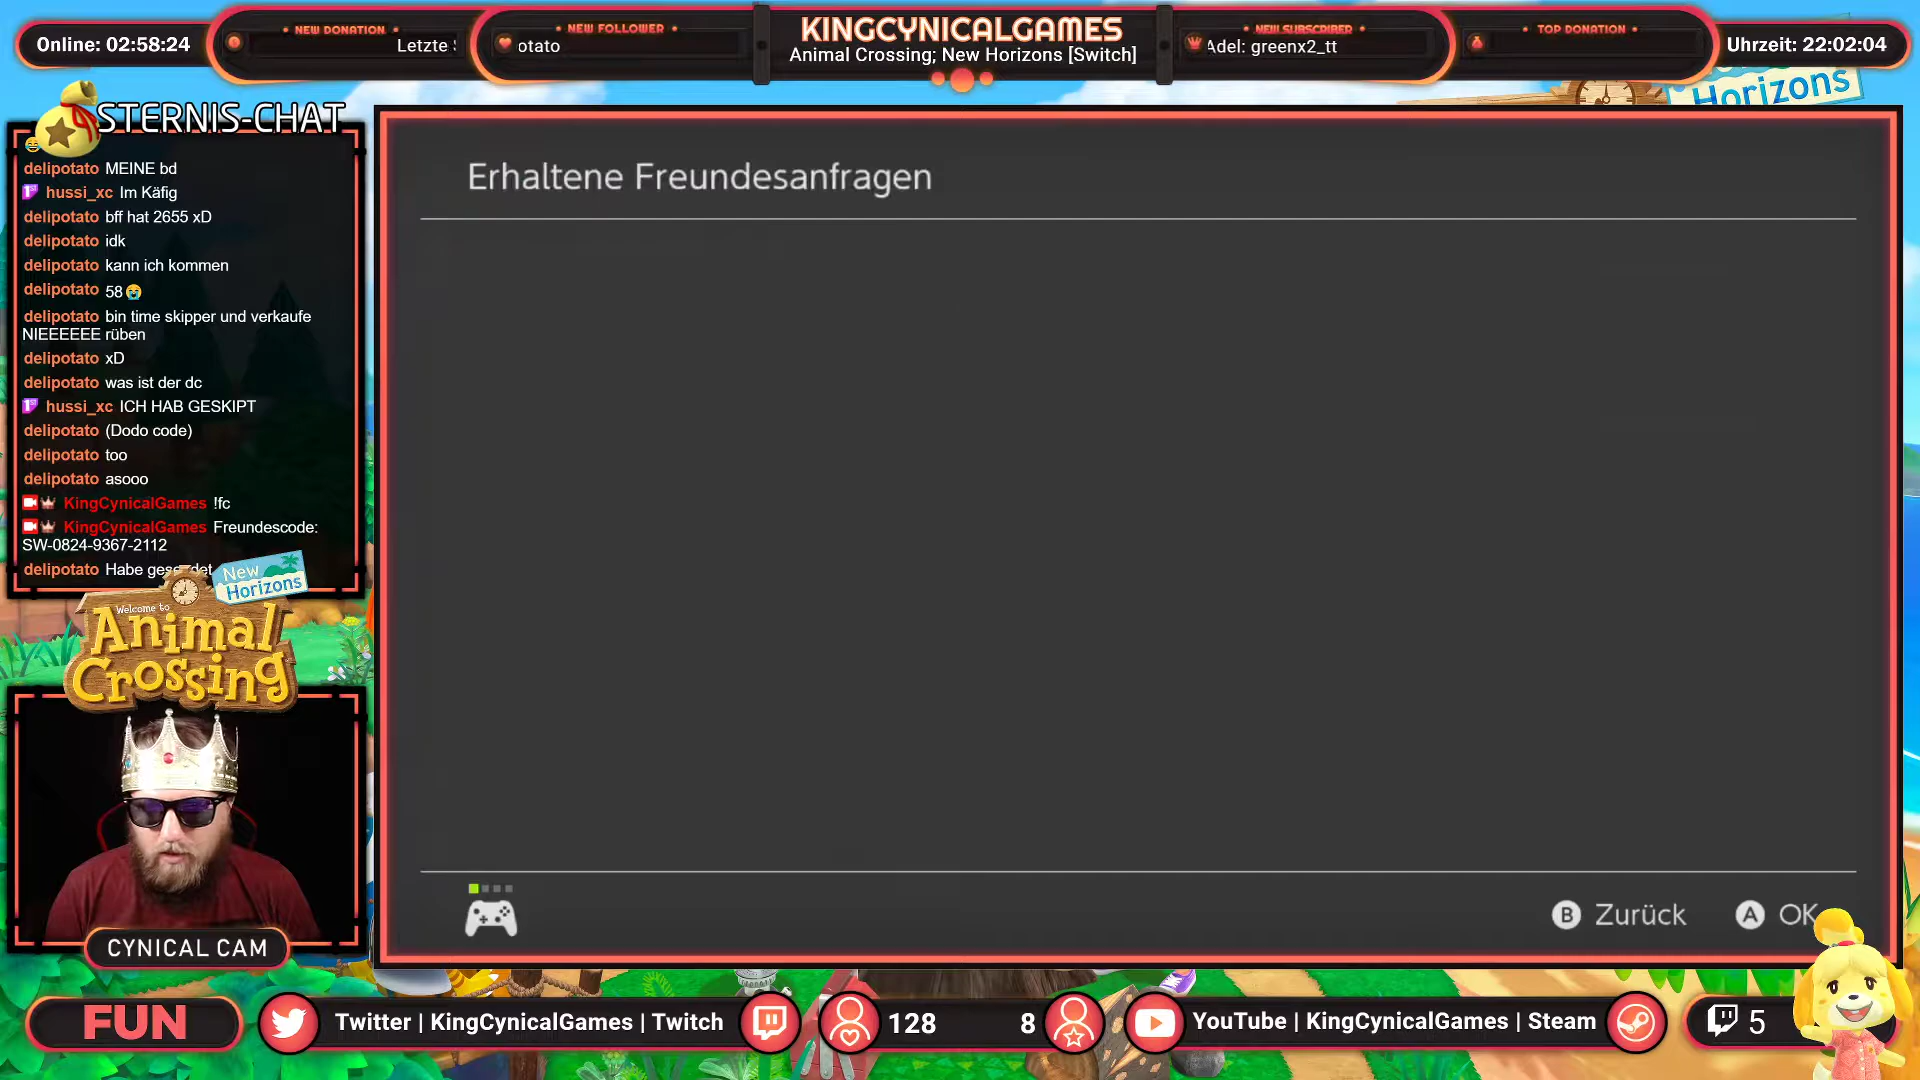 Online: 02:58:24
NEW DONATION
Letzte
NEW FOLLOWER
otato
KINGCYNICALGAMES
Animal Crossing; New Horizons [Switch]
NEW SUBSCRIBER
Adel: greenx2_tt
TOP DONATION
Uhrzeit: 22:02:04
Horizons
STERNIS-CHAT
delipotato MEINE bd
hussi_xc Im Käfig
delipotato bff hat 2655 xD
delipotato idk
delipotato kann ich kommen
delipotato 58 😭
delipotato bin time skipper und verkaufe
NIEEEEEE rüben
delipotato xD
delipotato was ist der dc
hussi_xc ICH HAB GESKIPT
delipotato (Dodo code)
delipotato too
delipotato asooo
KingCynicalGames !fc
KingCynicalGames Freundescode:
SW-0824-9367-2112
delipotato Habe
New
Horizons
Welcome to
Animal
Crossing
CYNICAL CAM
Erhaltene Freundesanfragen
B Zurück A OK
FUN
Twitter | KingCynicalGames | Twitch
128
8
YouTube | KingCynicalGames | Steam
5